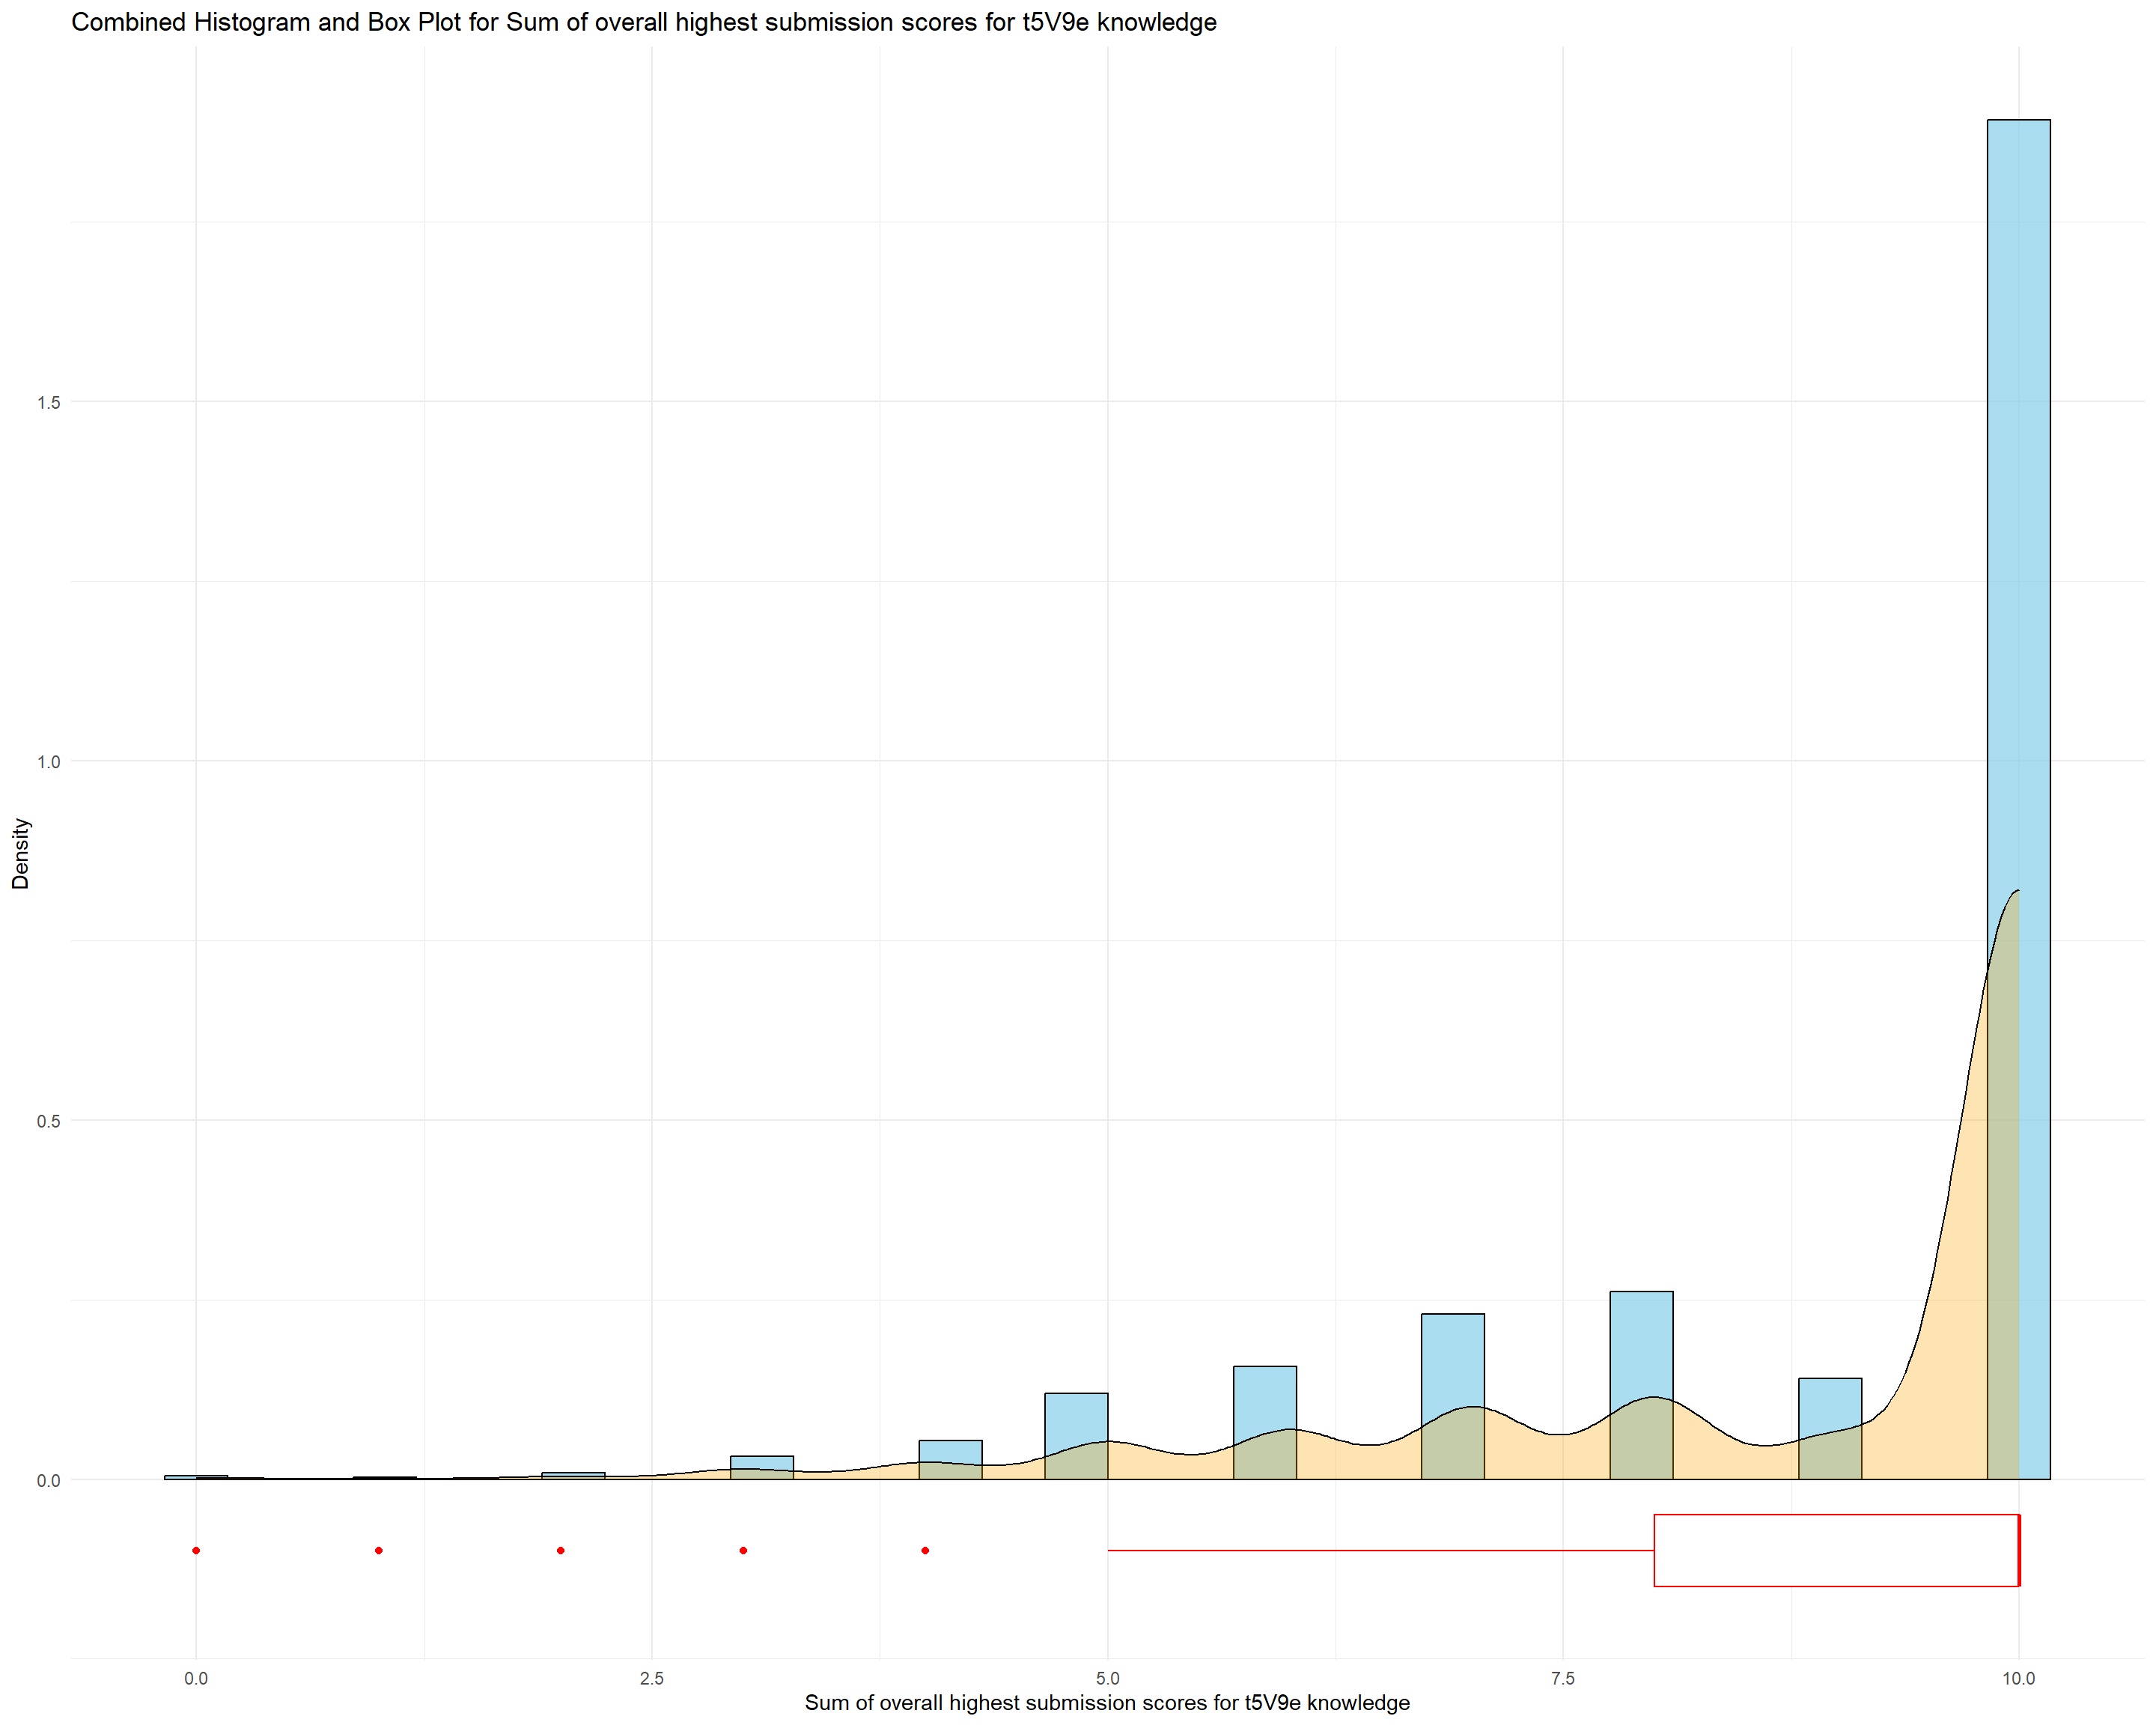 Combined Histogram and Box Plot for Sum of overall highest submission scores for t5V9e knowledge
Density
1.5
1.0
0.5
0.0
0.0 2.5 5.0 7.5 10.0
Sum of overall highest submission scores for t5V9e knowledge